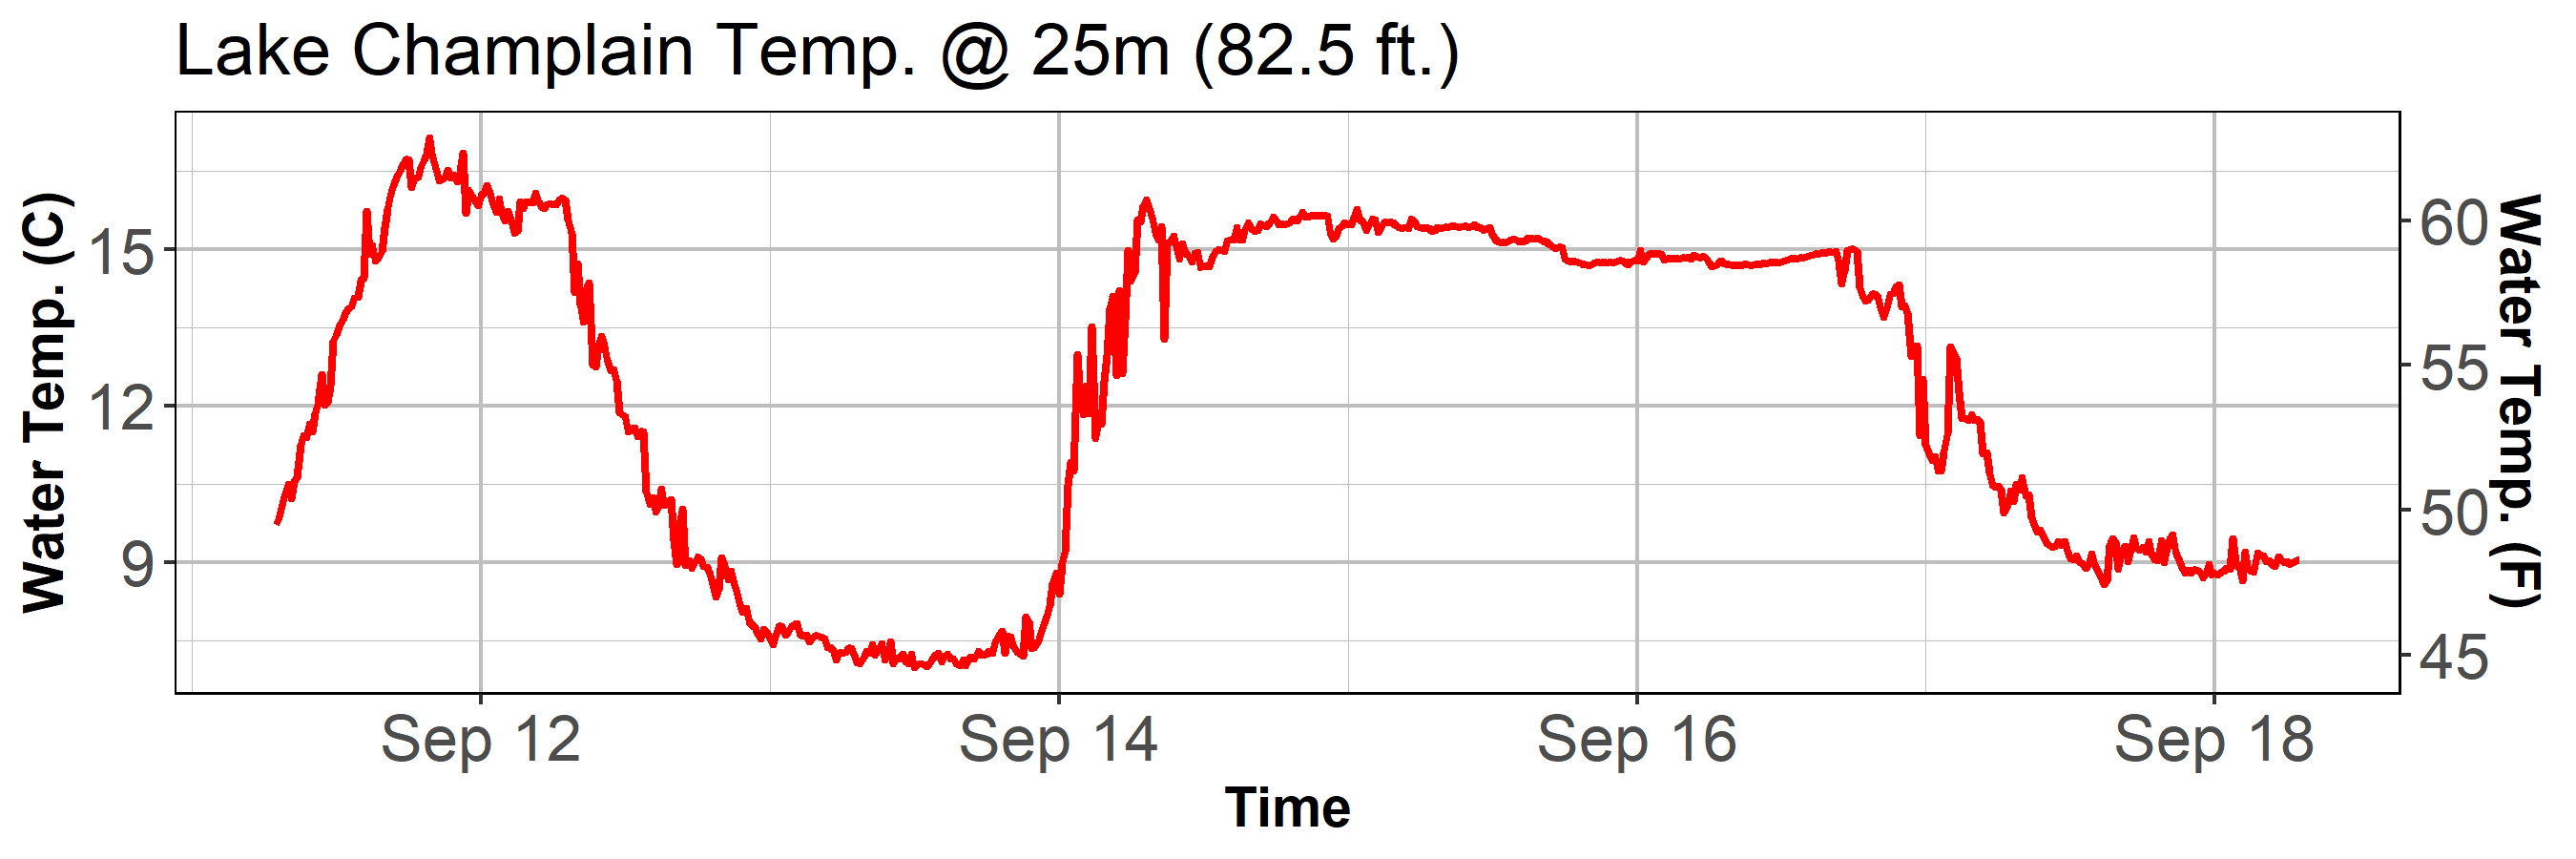 Lake Champlain Temp. @ 25m (82.5 ft.)
Water Temp. (C)
15
12
9
60
55
50
45
Water Temp. (F)
Sep 12
Sep 14
Sep 16
Sep 18
Time